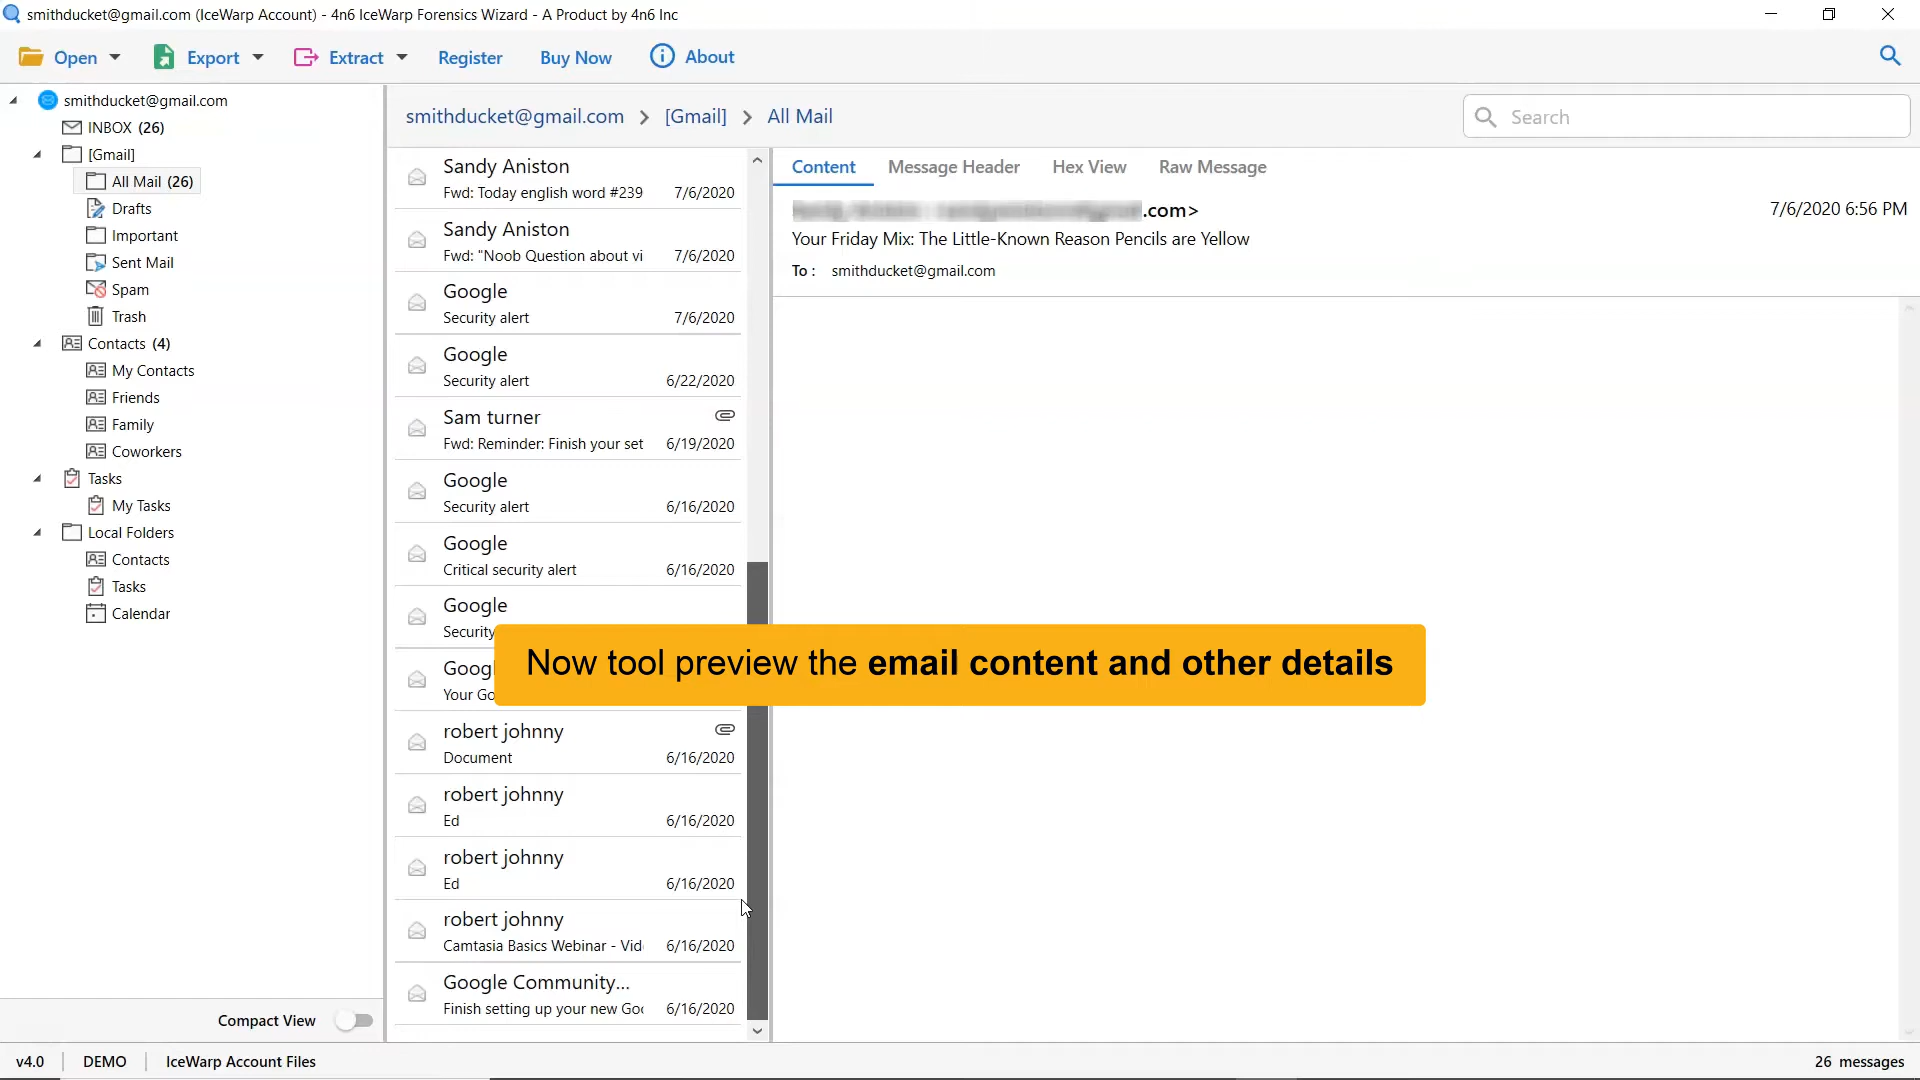 smithducket@gmail.com (IceWarp Account) - 4n6 IceWarp Forensics Wizard - A Product by 4n6 Inc
Open Export Extract Register Buy Now About
smithducket@gmail.com
INBOX (26)
[Gmail]
All Mail (26)
Drafts
Important
Sent Mail
Spam
Trash
Contacts (4)
My Contacts
Friends
Family
Coworkers
Tasks
My Tasks
Local Folders
Contacts
Tasks
Calendar
Compact View
smithducket@gmail.com > [Gmail] > All Mail
Search
Sandy Aniston
Fwd: Today english word #239 7/6/2020
Sandy Aniston
Fwd: "Noob Question about vi 7/6/2020
Google
Security alert 7/6/2020
Google
Security alert 6/22/2020
Sam turner
Fwd: Reminder: Finish your set 6/19/2020
Google
Security alert 6/16/2020
Google
Critical security alert 6/16/2020
Google
Security
Googl
Your Go
robert johnny
Document 6/16/2020
robert johnny
Ed 6/16/2020
robert johnny
Ed 6/16/2020
robert johnny
Camtasia Basics Webinar - Vid 6/16/2020
Google Community...
Finish setting up your new Goo 6/16/2020
Content Message Header Hex View Raw Message
.com> 7/6/2020 6:56 PM
Your Friday Mix: The Little-Known Reason Pencils are Yellow
To : smithducket@gmail.com
Now tool preview the email content and other details
v4.0 DEMO IceWarp Account Files 26 messages